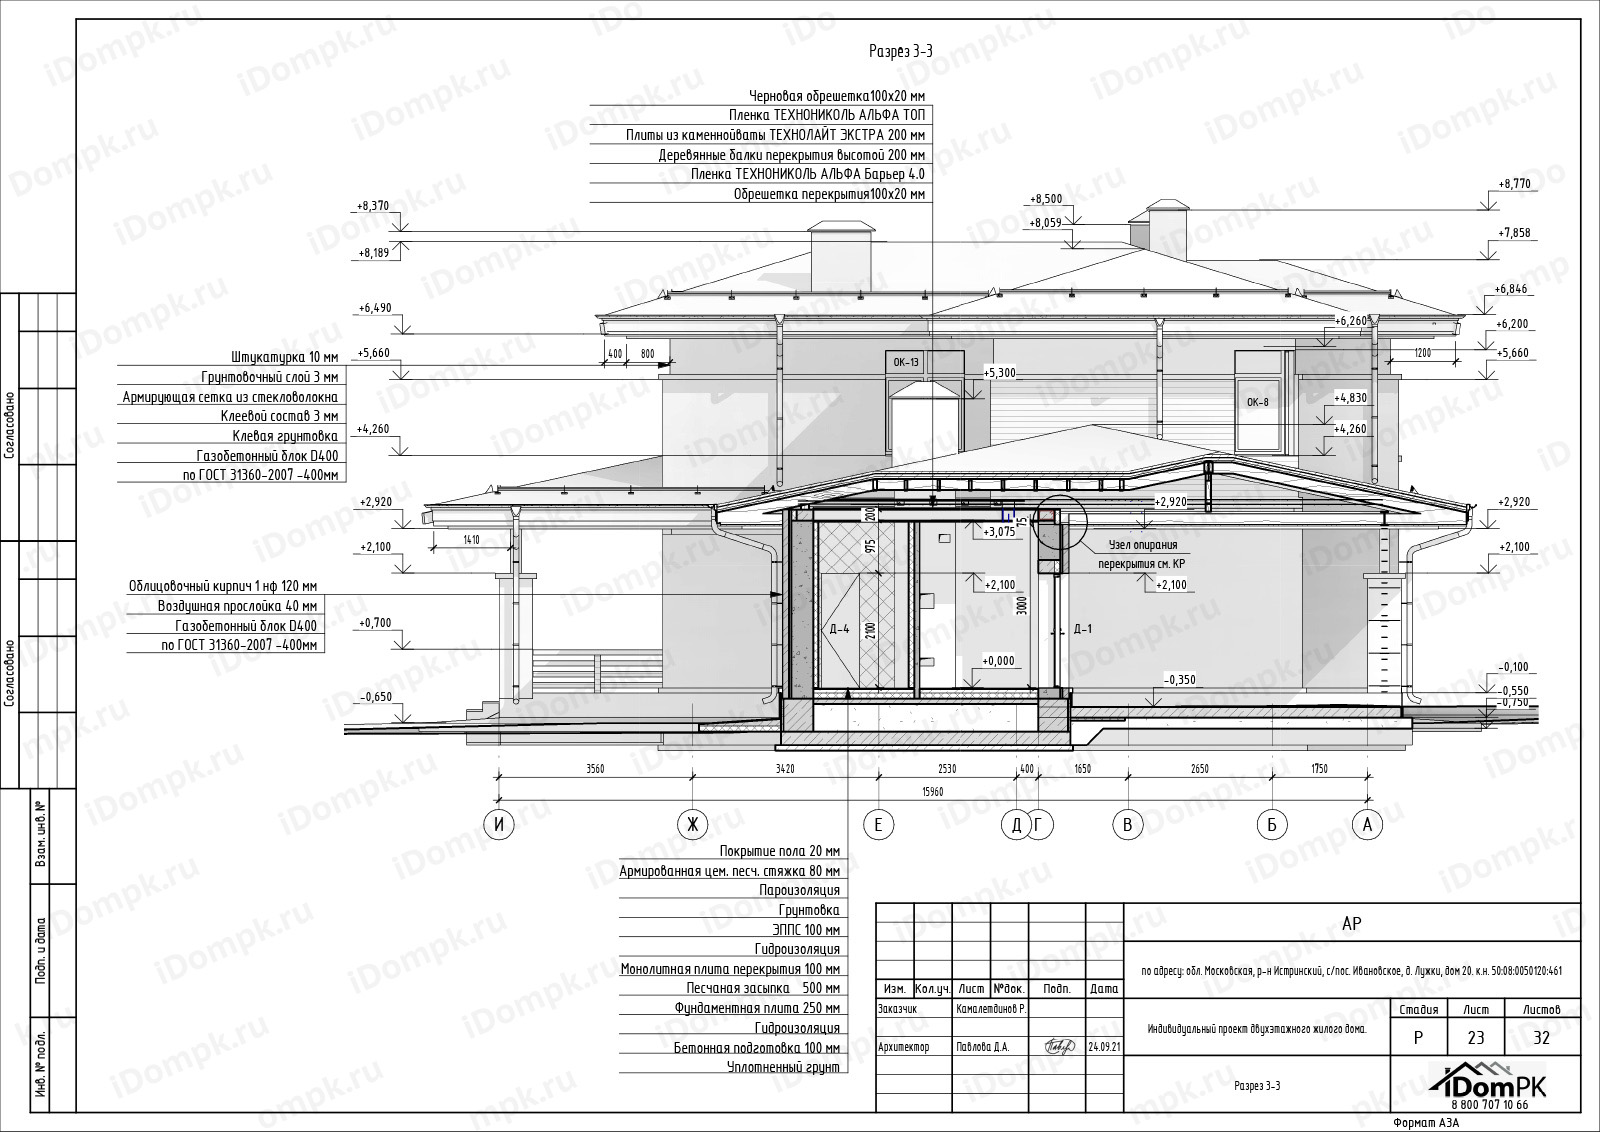 Разрез 3-3
Черновая обрешетка100х20 мм
Пленка ТЕХНОНИКОЛЬ АЛЬФА ТОП
Плиты из каменнойваты ТЕХНОЛАЙТ ЭКСТРА 200 мм
Деревянные балки перекрытия высотой 200 мм
Пленка ТЕХНОНИКОЛЬ АЛЬФА Барьер 4.0
Обрешетка перекрытия100х20 мм
+8,370
+8,189
+6,490
+5,660
+4,260
+2,920
+2,100
+0,700
-0,650
Штукатурка 10 мм
Грунтовочный слой 3 мм
Армирующая сетка из стекловолокна
Клеевой состав 3 мм
Клевая грунтовка
Газобетонный блок D400
по ГОСТ 31360-2007 -400мм
Облицовочный кирпич 1 нф 120 мм
Воздушная прослойка 40 мм
Газобетонный блок D400
по ГОСТ 31360-2007 -400мм
+8,500
+8,059
+8,770
+7,858
+6,846
+6,260
+6,200
+5,660
1200
400
800
ОК-13
+5,300
ОК-8
+4,830
+4,260
+2,920
+2,920
1410
200
975
75
+3,075
Узел опирания
перекрытия см. КР
+2,100
+2,100
+2,100
3000
2100
Д-4
Д-1
+0,000
-0,350
-0,100
-0,550
-0,750
3560
3420
2530
400
1650
2650
1750
15960
И
Ж
Е
Д
Г
В
Б
А
Покрытие пола 20 мм
Армированная цем. песч. стяжка 80 мм
Пароизоляция
Грунтовка
ЭППС 100 мм
Гидроизоляция
Монолитная плита перекрытия 100 мм
Песчаная засыпка 500 мм
Фундаментная плита 250 мм
Гидроизоляция
Бетонная подготовка 100 мм
Уплотненный грунт
Согласовано
Согласовано
Взам. инв. №
Подп. и дата
Инв. № подл.
АР
по адресу: обл. Московская, р-н Истринский, с/пос. Ивановское, д. Лужки, дом 20. к.н. 50:08:0050120:461
Изм. Кол.уч. Лист №док. Подп. Дата
Заказчик Камалетдинов Р.
Архитектор Павлова Д.А. 24.09.21
Индивидуальный проект двухэтажного жилого дома.
Стадия Лист Листов
Р 23 32
Разрез 3-3
iDomPK
8 800 707 10 66
Формат А3А
iDompk.ru